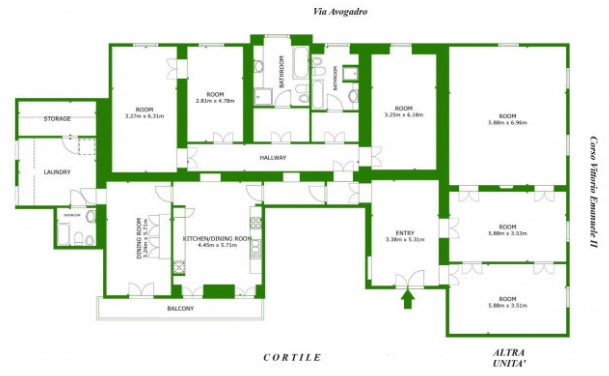 Via Avogadro
ROOM
3.27m x 6.31m
ROOM
2.81m x 4.78m
BATHROOM
BATHROOM
ROOM
3.25m x 6.18m
ROOM
5.88m x 6.96m
STORAGE
LAUNDRY
HALLWAY
BATHROOM
DINING ROOM
3.24m x 5.71m
KITCHEN/DINING ROOM
4.45m x 5.71m
ENTRY
3.38m x 5.31m
ROOM
5.88m x 3.53m
ROOM
5.88m x 3.51m
BALCONY
Corso Vittorio Emanuele II
CORTILE
ALTRA
UNITA'